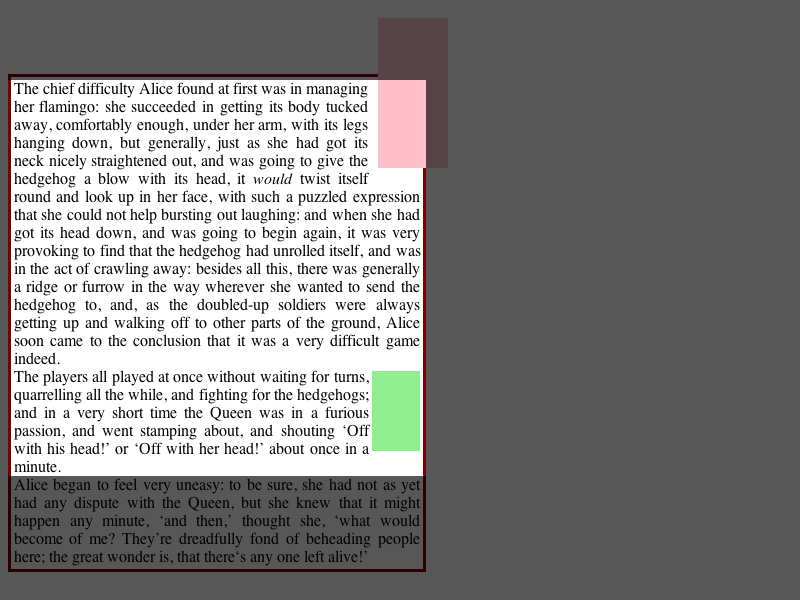 The chief difficulty Alice found at first was in managing
her flamingo: she succeeded in getting its body tucked
away, comfortably enough, under her arm, with its legs
hanging down, but generally, just as she had got its
neck nicely straightened out, and was going to give the
hedgehog a blow with its head, it would twist itself
round and look up in her face, with such a puzzled expression
that she could not help bursting out laughing: and when she had
got its head down, and was going to begin again, it was very
provoking to find that the hedgehog had unrolled itself, and was
in the act of crawling away: besides all this, there was generally
a ridge or furrow in the way wherever she wanted to send the
hedgehog to, and, as the doubled-up soldiers were always
getting up and walking off to other parts of the ground, Alice
soon came to the conclusion that it was a very difficult game
indeed.
The players all played at once without waiting for turns,
quarrelling all the while, and fighting for the hedgehogs;
and in a very short time the Queen was in a furious
passion, and went stamping about, and shouting ‘Off
with his head!’ or ‘Off with her head!’ about once in a
minute.
Alice began to feel very uneasy: to be sure, she had not as yet
had any dispute with the Queen, but she knew that it might
happen any minute, ‘and then,’ thought she, ‘what would
become of me? They’re dreadfully fond of beheading people
here; the great wonder is, that there‘s any one left alive!’